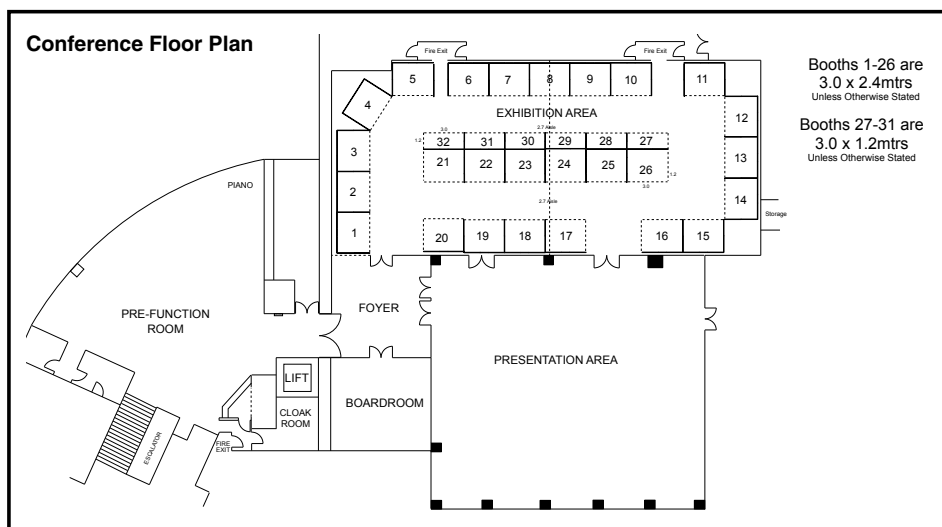 Conference Floor Plan
Fire Exit
Fire Exit
Booths 1-26 are
3.0 x 2.4mtrs
Unless Otherwise Stated
Booths 27-31 are
3.0 x 1.2mtrs
Unless Otherwise Stated
5 6 7 8 9 10 11
4
EXHIBITION AREA
12
3.0 2.7 Aisle
1.2 32 31 30 29 28 27
3 13
21 22 23 24 25 26
1.2
3.0
PIANO
2
2.7 Aisle
14
Storage
1
20 19 18 17 16 15
FOYER
PRE-FUNCTION
ROOM
PRESENTATION AREA
LIFT
BOARDROOM
CLOAK
ROOM
FIRE
EXIT
ESCALATOR